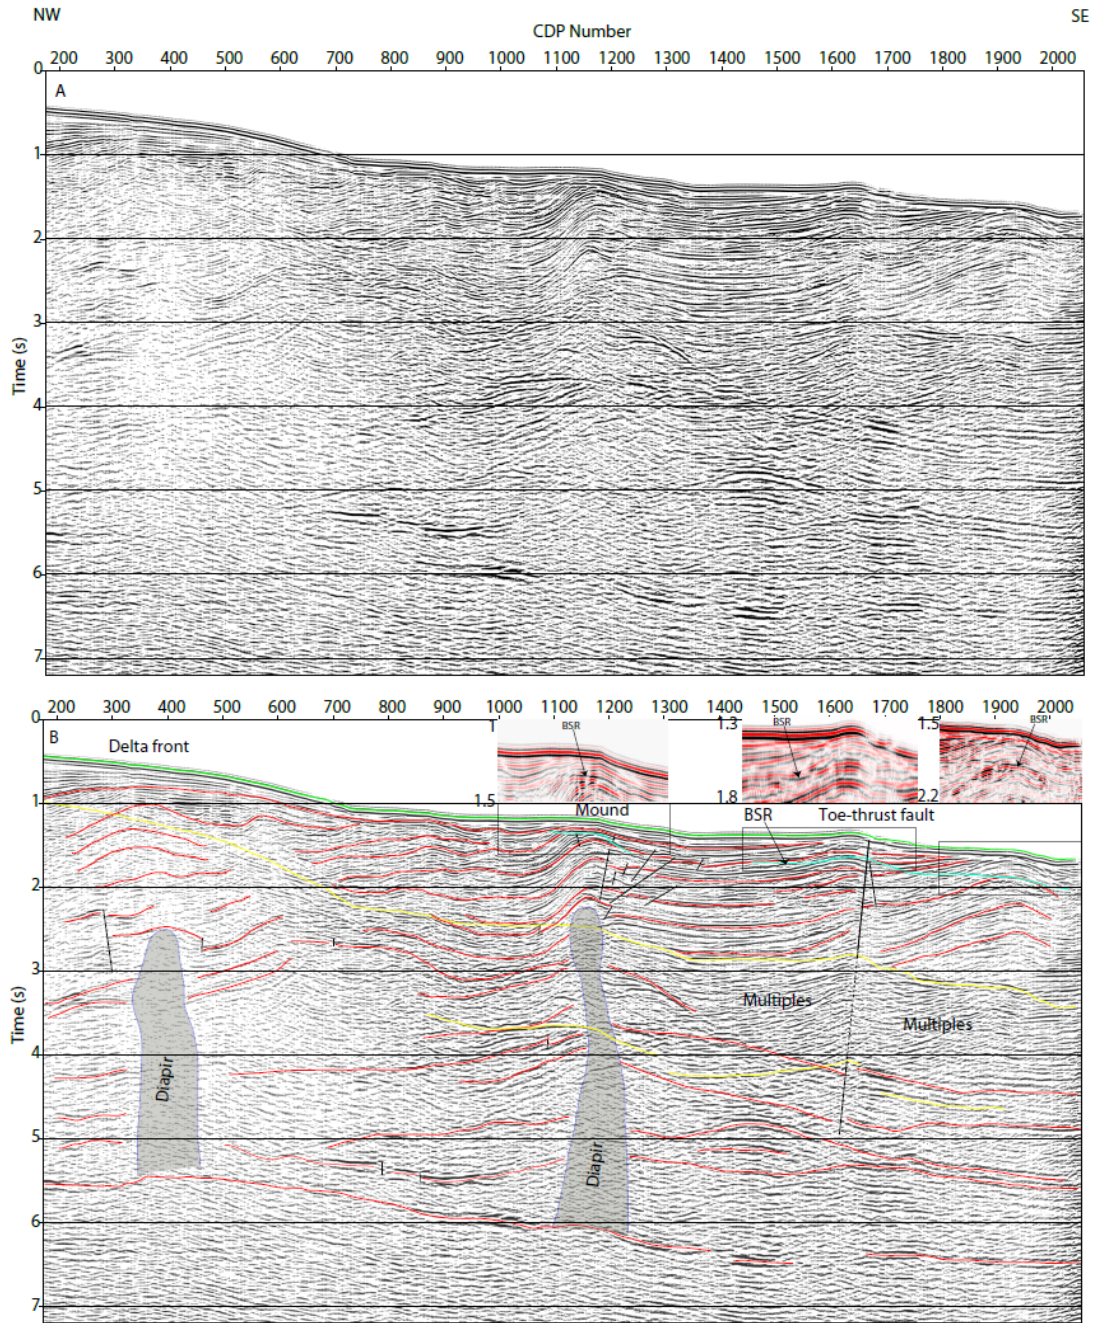 NW
SE
CDP Number
0 200 300 400 500 600 700 800 900 1000 1100 1200 1300 1400 1500 1600 1700 1800 1900 2000
A
1
2
3
Time (s)
4
5
6
7
200 300 400 500 600 700 800 900 1000 1100 1200 1300 1400 1500 1600 1700 1800 1900 2000
0
B
Delta front
1
BSR
1.3
BSR
1.5
BSR
1.5
1.8
2.2
1
Mound
BSR
Toe-thrust fault
2
3
Time (s)
Multiples
Multiples
4
Diapir
5
Diapir
6
7